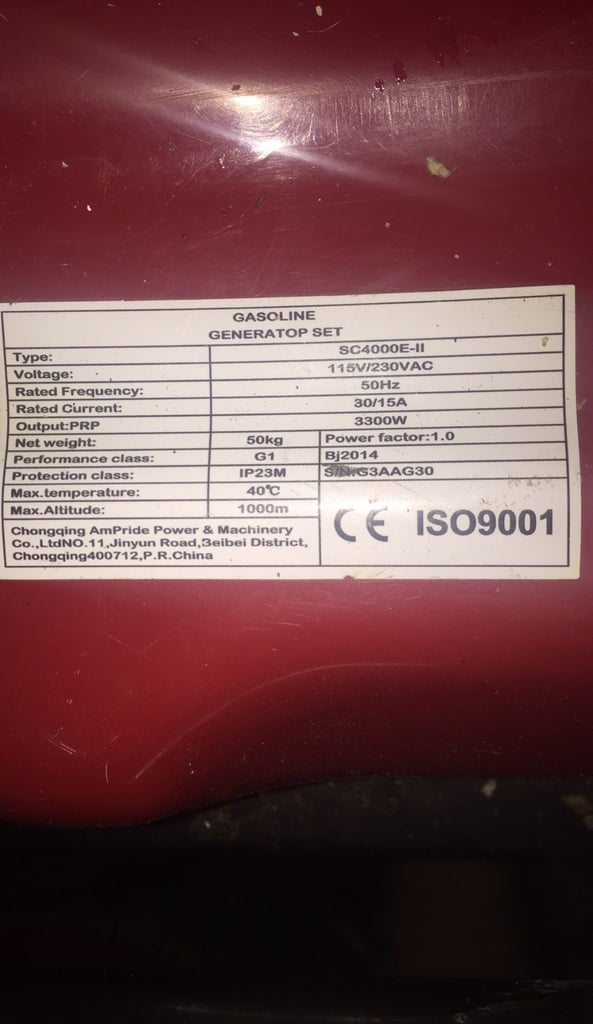 GASOLINE
GENERATOP SET
Type: SC4000E-II
Voltage: 115V/230VAC
Rated Frequency: 50Hz
Rated Current: 30/15A
Output:PRP 3300W
Net weight: 50kg Power factor:1.0
Performance class: G1 Bj2014
Protection class: IP23M S/N:G3AAG30
Max.temperature: 40℃
Max.Altitude: 1000m
CE ISO9001
Chongqing AmPride Power & Machinery
Co.,LtdNO.11,Jinyun Road,3eibei District,
Chongqing400712,P.R.China